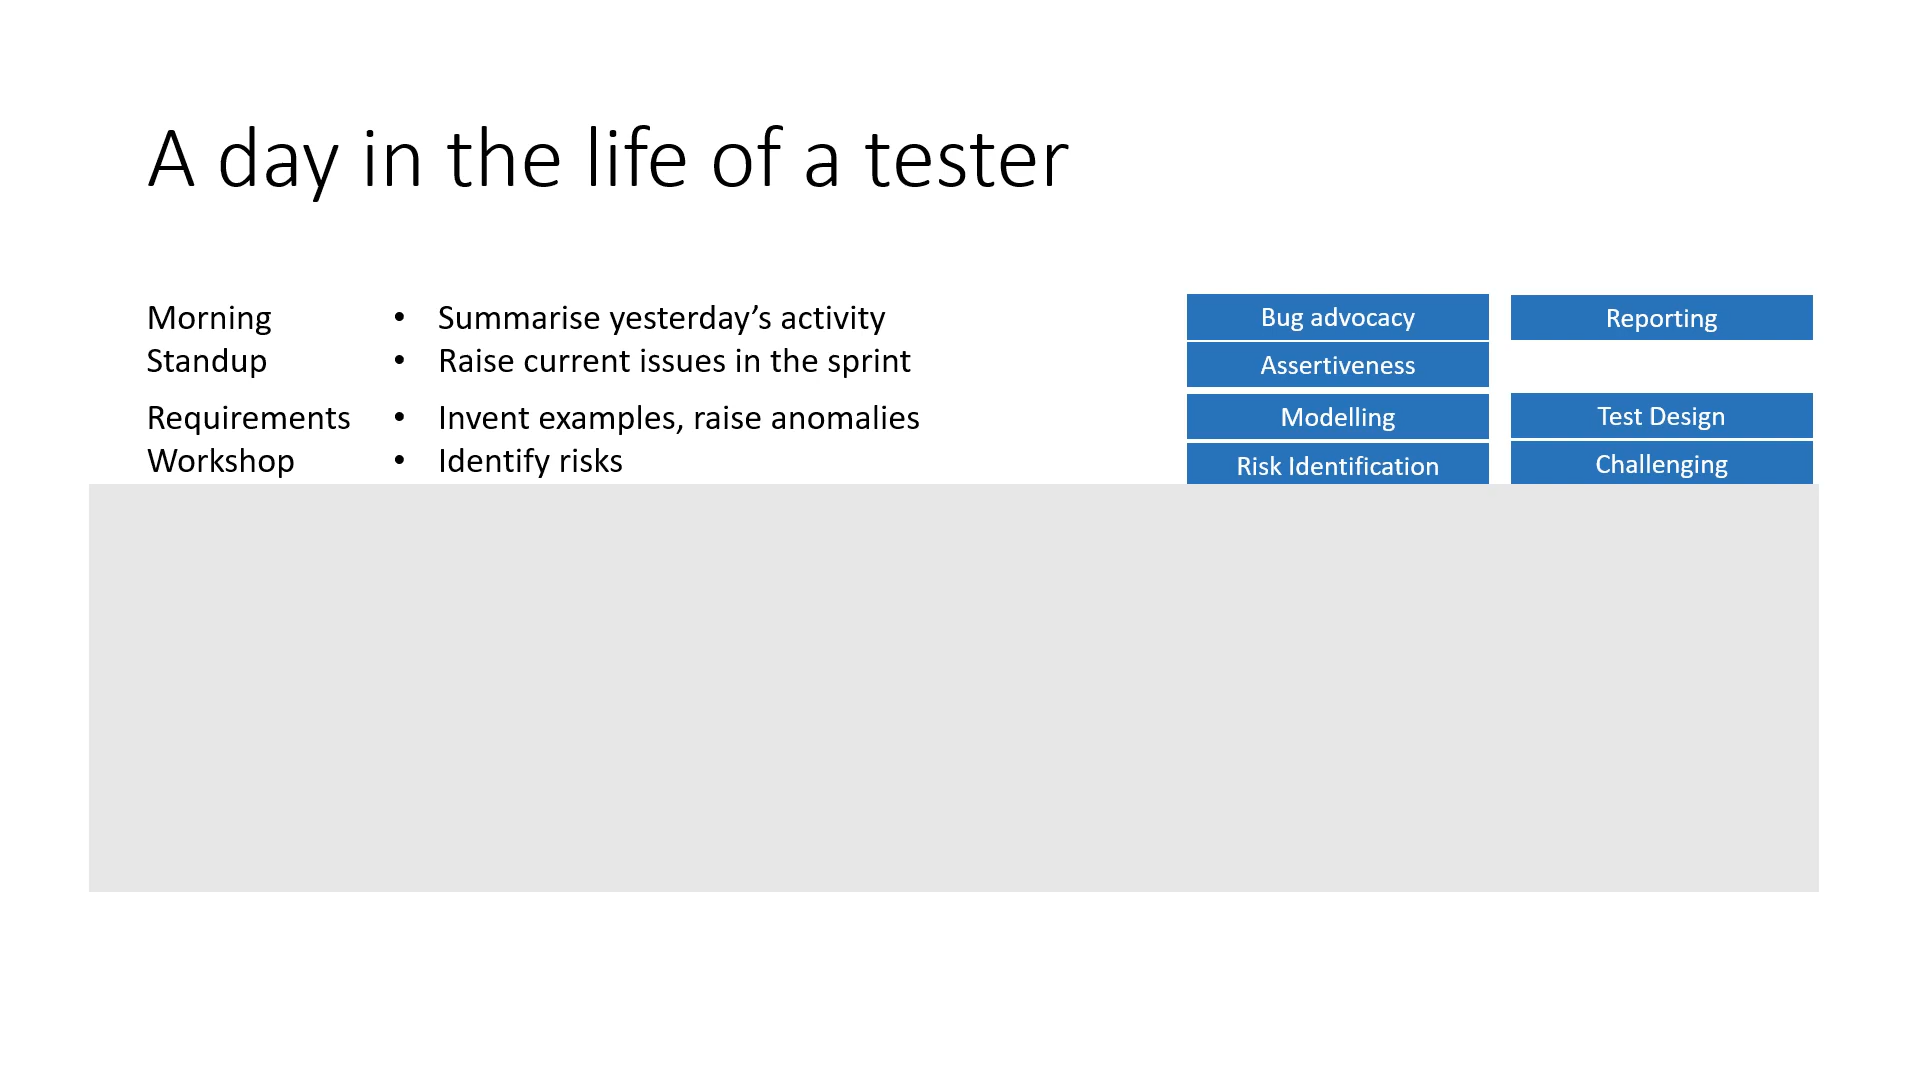 A day in the life of a tester
Morning • Summarise yesterday’s activity Bug advocacy Reporting
Standup • Raise current issues in the sprint Assertiveness
Requirements • Invent examples, raise anomalies Modelling Test Design
Workshop • Identify risks Risk Identification Challenging